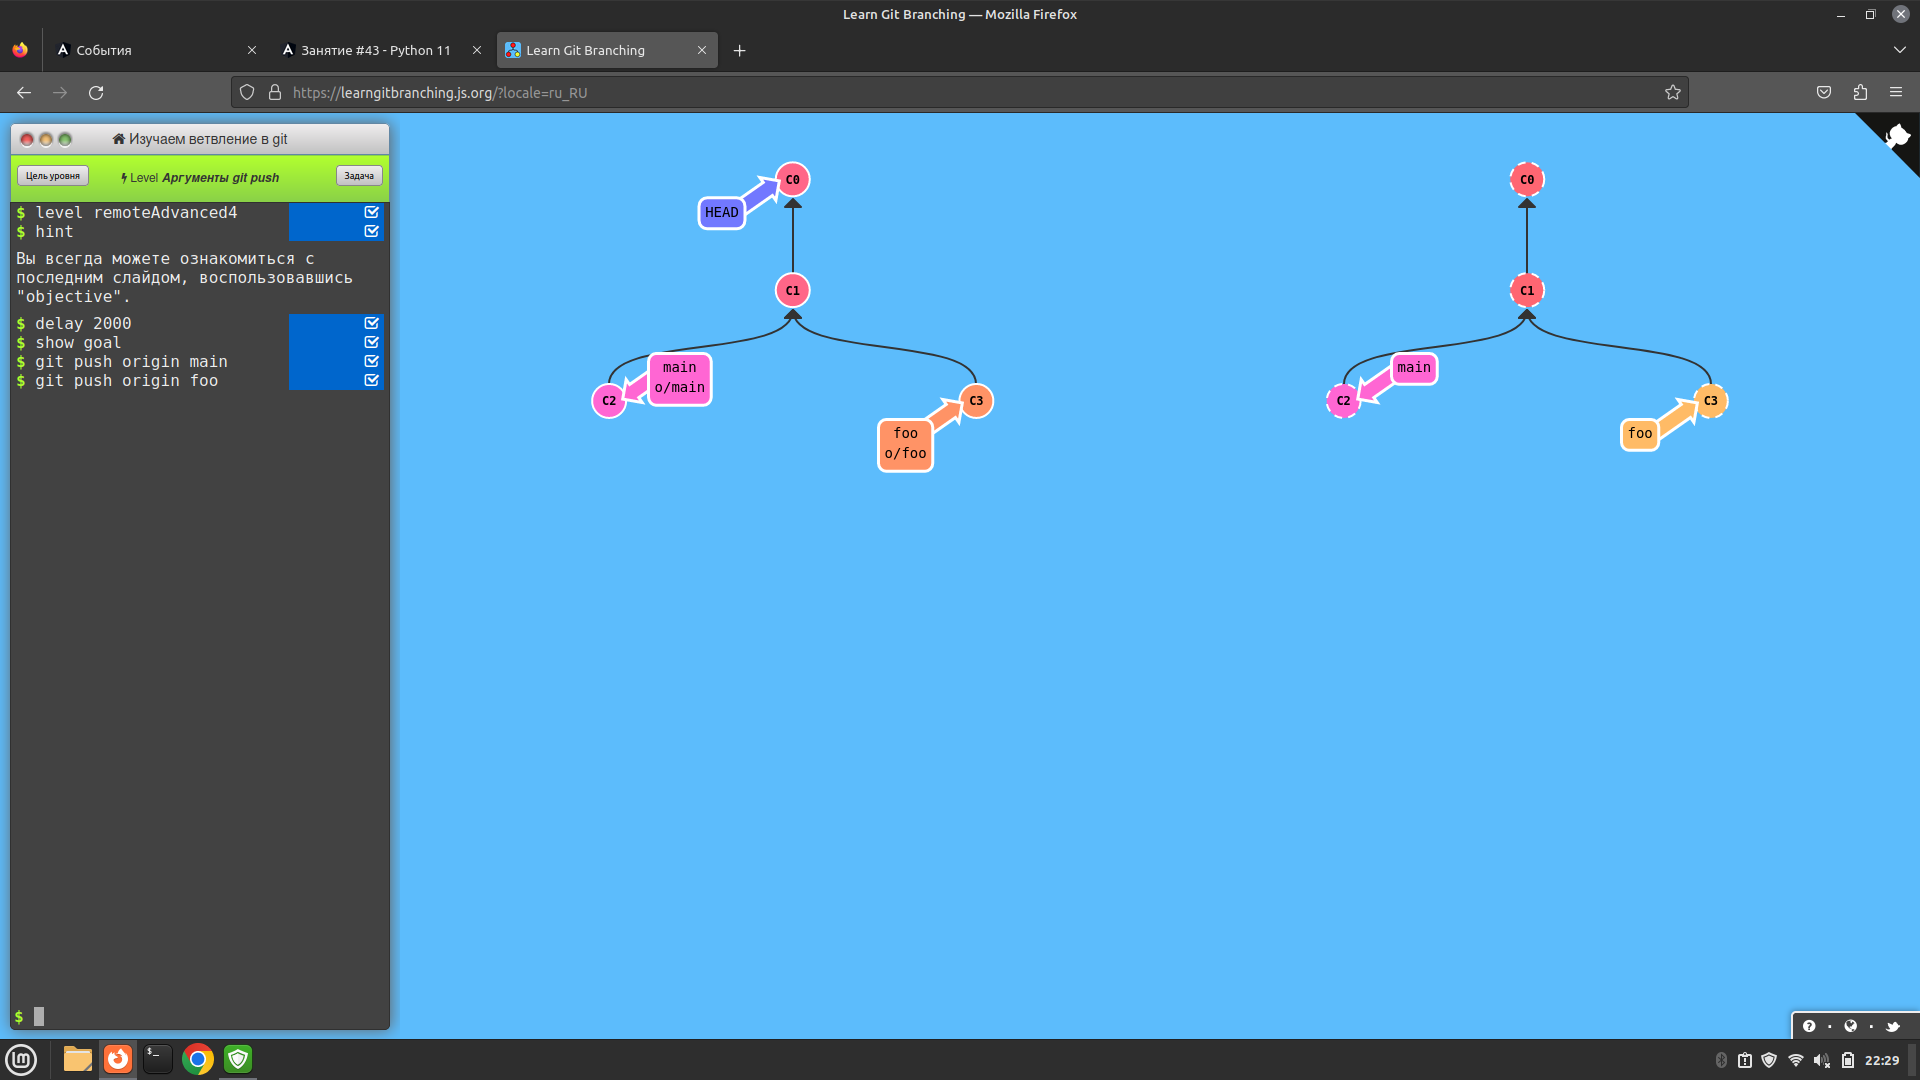 Learn Git Branching — Mozilla Firefox
События
Занятие #43 - Python 11
Learn Git Branching
https://learngitbranching.js.org/?locale=ru_RU
Изучаем ветвление в git
Цель уровня
Level Аргументы git push
Задача
$ level remoteAdvanced4
$ hint
Вы всегда можете ознакомиться с
последним слайдом, воспользовавшись
"objective".
$ delay 2000
$ show goal
$ git push origin main
$ git push origin foo
$
C0
HEAD
C1
main
o/main
C2
C3
foo
o/foo
C0
C1
main
C2
C3
foo
22:29